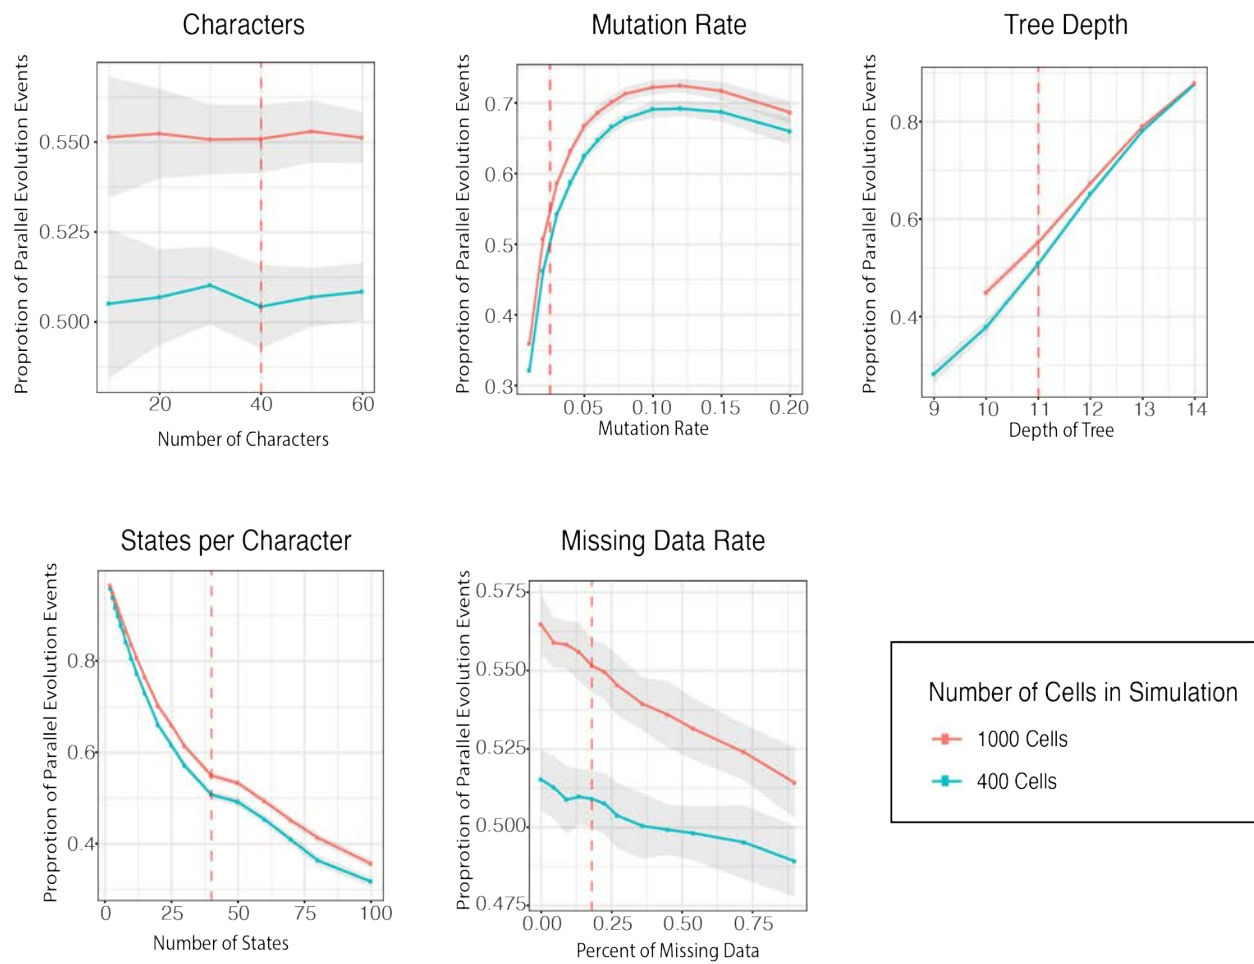 Characters
Proprotion of Parallel Evolution Events
0.550
0.525
0.500
20 40 60
Number of Characters
Mutation Rate
Proprotion of Parallel Evolution Events
0.7
0.6
0.5
0.4
0.3
0.05 0.10 0.15 0.20
Mutation Rate
Tree Depth
Proprotion of Parallel Evolution Events
0.8
0.6
0.4
9 10 11 12 13 14
Depth of Tree
States per Character
Proprotion of Parallel Evolution Events
0.8
0.6
0.4
0 25 50 75 100
Number of States
Missing Data Rate
Proprotion of Parallel Evolution Events
0.575
0.550
0.525
0.500
0.475
0.00 0.25 0.50 0.75
Percent of Missing Data
Number of Cells in Simulation
1000 Cells
400 Cells